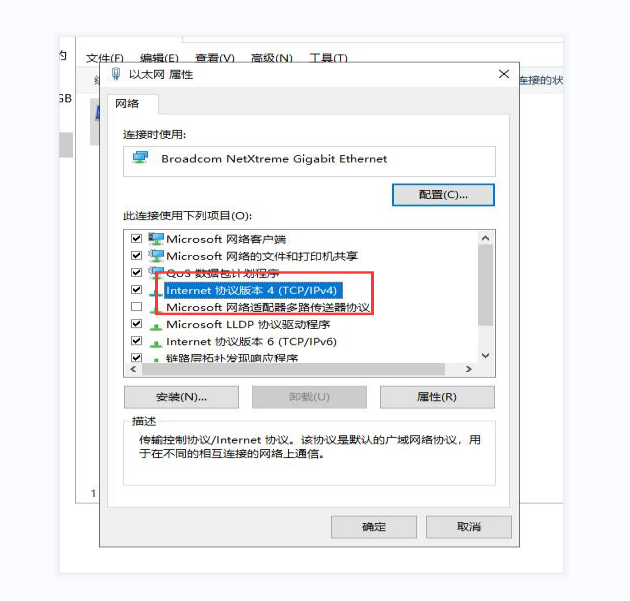 文件(F) 编辑(E) 查看(V) 高级(N) 工具(T)
以太网 属性
连接的状
GB
网络
连接时使用:
Broadcom NetXtreme Gigabit Ethernet
配置(C)...
此连接使用下列项目(O):
Microsoft 网络客户端
Microsoft 网络的文件和打印机共享
QoS 数据包计划程序
Internet 协议版本 4 (TCP/IPv4)
Microsoft 网络适配器多路传送器协议
Microsoft LLDP 协议驱动程序
Internet 协议版本 6 (TCP/IPv6)
链路层拓扑发现响应程序
安装(N)... 卸载(U) 属性(R)
描述
传输控制协议/Internet 协议。该协议是默认的广域网络协议，用
于在不同的相互连接的网络上通信。
1
确定 取消